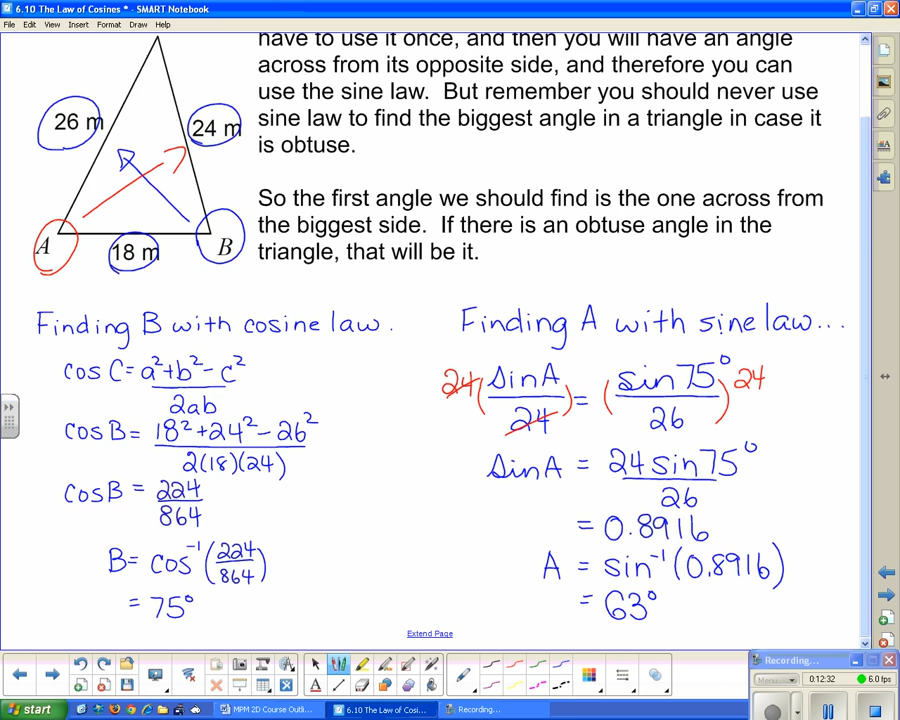 6.10 The Law of Cosines * - SMART Notebook
File Edit View Insert Format Draw Help
have to use it once, and then you will have an angle
across from its opposite side, and therefore you can
use the sine law. But remember you should never use
sine law to find the biggest angle in a triangle in case it
is obtuse.
So the first angle we should find is the one across from
the biggest side. If there is an obtuse angle in the
triangle, that will be it.
26 m
24 m
A
18 m
B
Finding B with cosine law.
cos C = a² + b² - c²
2ab
cos B = 18² + 24² - 26²
2(18)(24)
cos B = 224
864
B = cos⁻¹(224/864)
= 75°
Finding A with sine law...
24 (sin A / 24) = (sin 75° / 26) 24
sin A = 24 sin 75°
26
= 0.8916
A = sin⁻¹(0.8916)
= 63°
Extend Page
Recording...
Menu
0:12:32
6.0 fps
start
MPM 2D Course Outli...
6.10 The Law of Cosi...
Recording...